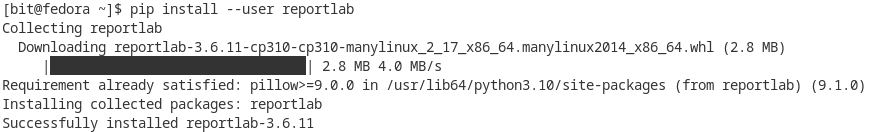 [bit@fedora ~]$ pip install --user reportlab
Collecting reportlab
  Downloading reportlab-3.6.11-cp310-cp310-manylinux_2_17_x86_64.manylinux2014_x86_64.whl (2.8 MB)
     |████████████████████████████████| 2.8 MB 4.0 MB/s
Requirement already satisfied: pillow>=9.0.0 in /usr/lib64/python3.10/site-packages (from reportlab) (9.1.0)
Installing collected packages: reportlab
Successfully installed reportlab-3.6.11